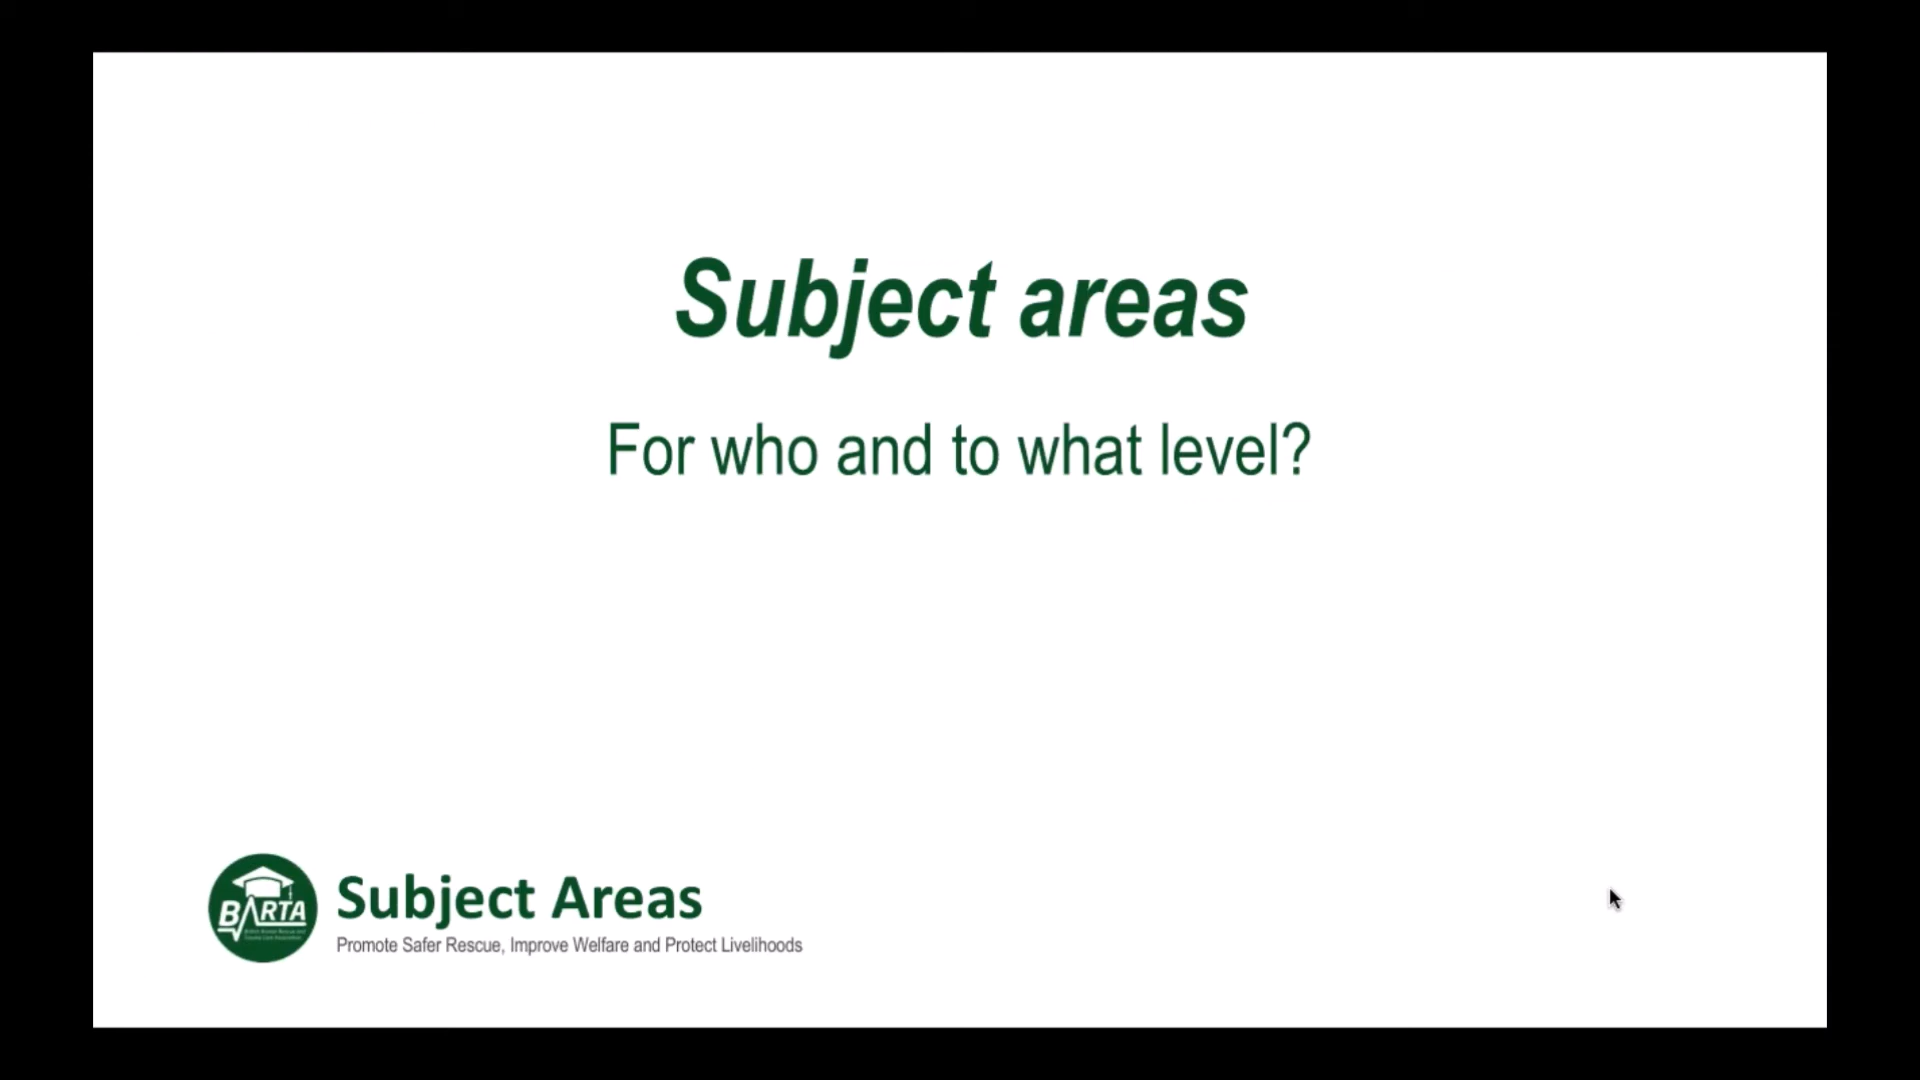 Subject areas
For who and to what level?
BARTA
Subject Areas
Promote Safer Rescue, Improve Welfare and Protect Livelihoods